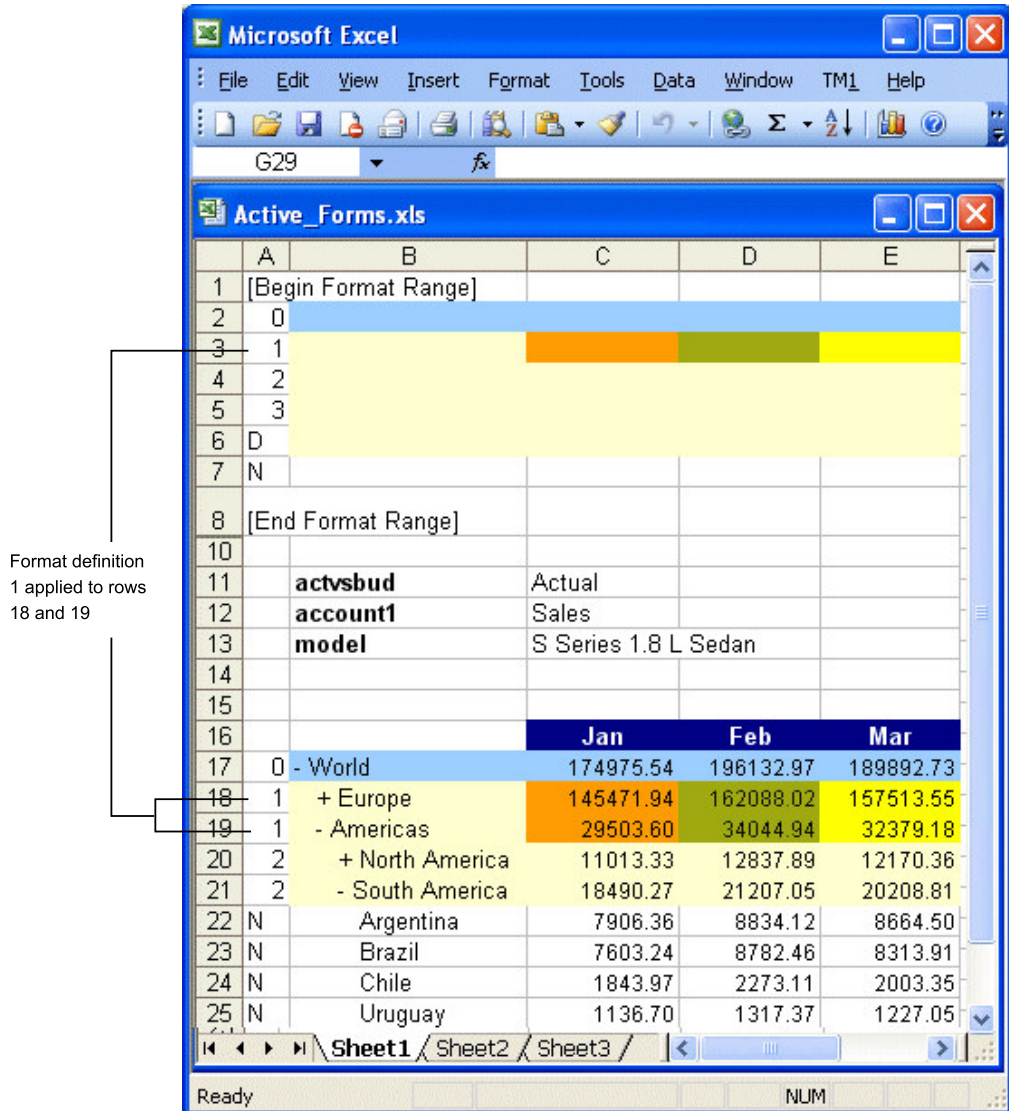 Microsoft Excel
File Edit View Insert Format Tools Data Window TM1 Help
G29 fx
Active_Forms.xls
A B C D E
1 [Begin Format Range]
2 0
3 1
4 2
5 3
6 D
7 N
8 [End Format Range]
10
11 actvsbud Actual
12 account1 Sales
13 model S Series 1.8 L Sedan
14
15
16 Jan Feb Mar
17 0 - World 174975.54 196132.97 189892.73
18 1 + Europe 145471.94 162088.02 157513.55
19 1 - Americas 29503.60 34044.94 32379.18
20 2 + North America 11013.33 12837.89 12170.36
21 2 - South America 18490.27 21207.05 20208.81
22 N Argentina 7906.36 8834.12 8664.50
23 N Brazil 7603.24 8782.46 8313.91
24 N Chile 1843.97 2273.11 2003.35
25 N Uruguay 1136.70 1317.37 1227.05
Sheet1 Sheet2 Sheet3
Ready NUM
Format definition
1 applied to rows
18 and 19